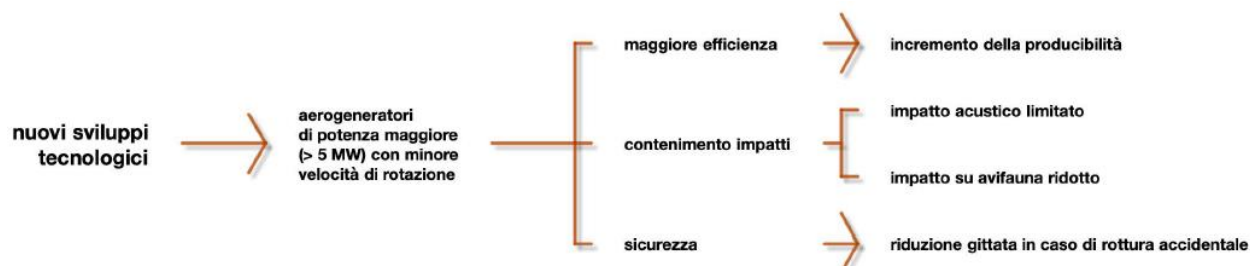 nuovi sviluppi
tecnologici
aerogeneratori
di potenza maggiore
(> 5 MW) con minore
velocità di rotazione
maggiore efficienza
incremento della producibilità
contenimento impatti
impatto acustico limitato
impatto su avifauna ridotto
sicurezza
riduzione gittata in caso di rottura accidentale